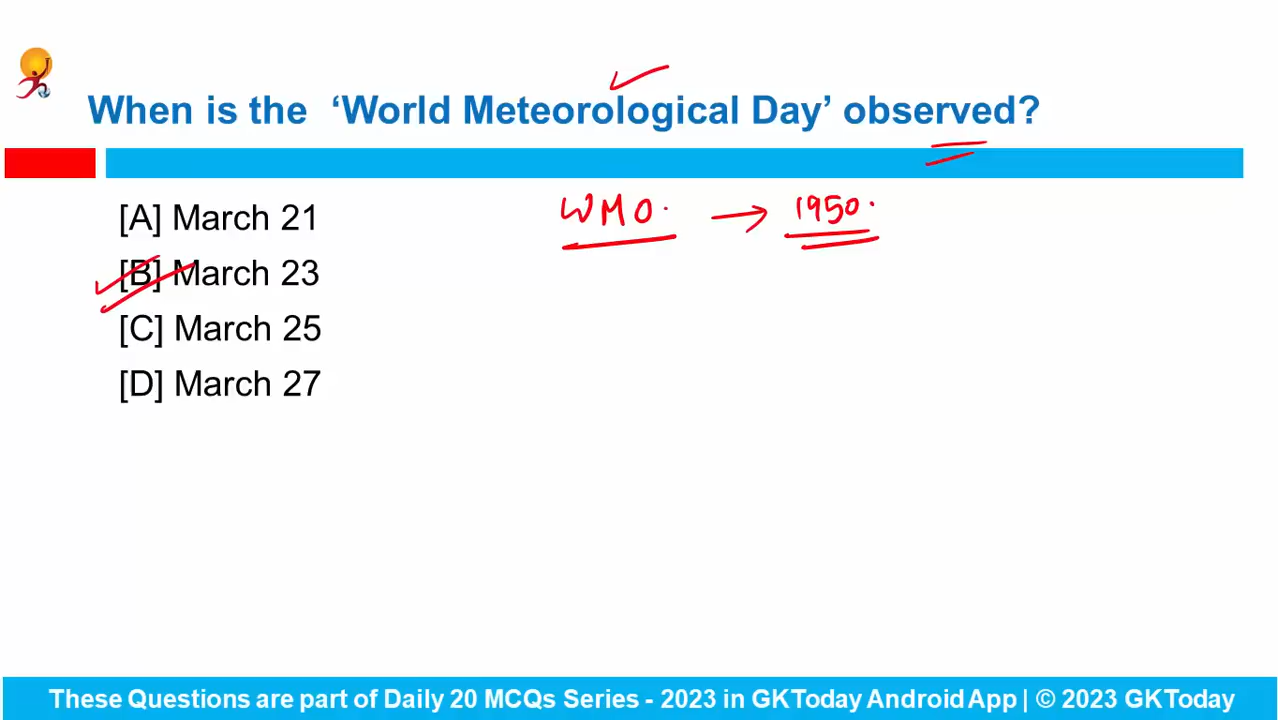 When is the ‘World Meteorological Day’ observed?
[A] March 21
WMO. → 1950.
[B] March 23
[C] March 25
[D] March 27
These Questions are part of Daily 20 MCQs Series - 2023 in GKToday Android App | © 2023 GKToday